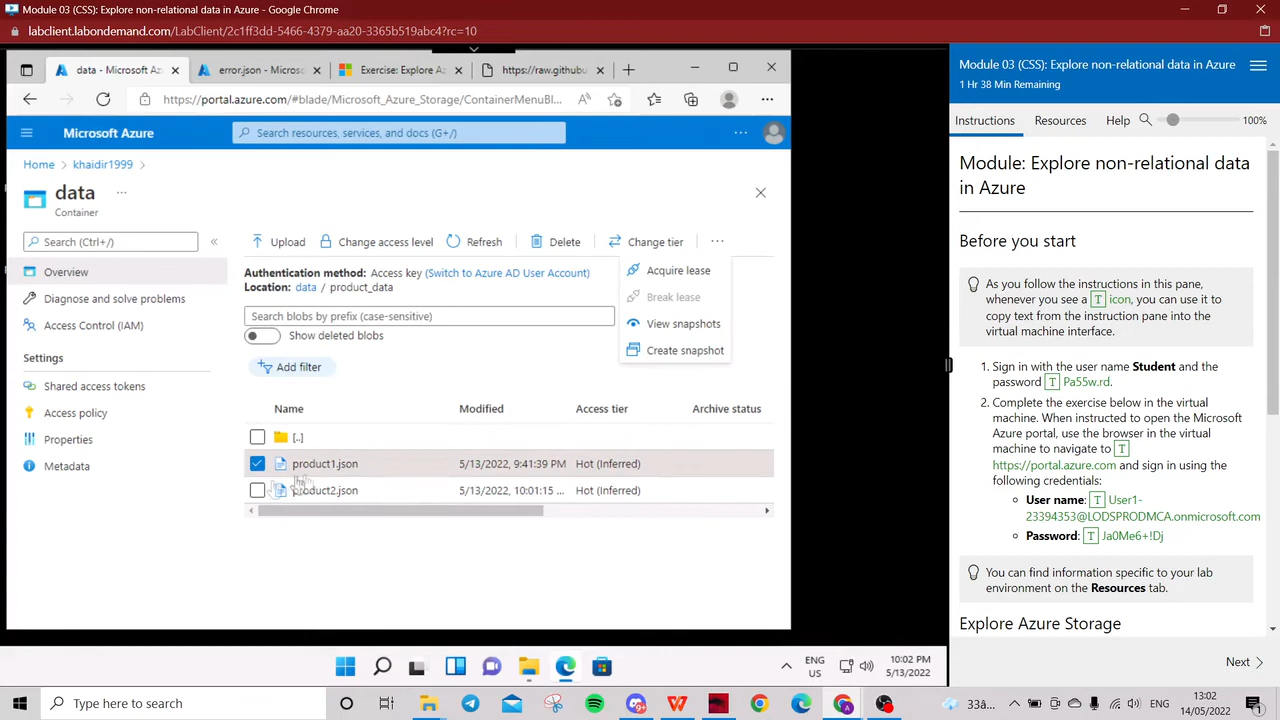 Module 03 (CSS): Explore non-relational data in Azure - Google Chrome
labclient.labondemand.com/LabClient/2c1ff3dd-5466-4379-aa20-3365b519abc4?rc=10
data - Microsoft Az
error.json - Microsc
Exercise: Explore Az
https://raw.githubu
https://portal.azure.com/#blade/Microsoft_Azure_Storage/ContainerMenuBl...
Microsoft Azure
Search resources, services, and docs (G+/)
Home > khaidir1999 >
data ...
Container
Search (Ctrl+/)
«
Upload
Change access level
Refresh
Delete
Change tier
...
Overview
Diagnose and solve problems
Access Control (IAM)
Settings
Shared access tokens
Access policy
Properties
Metadata
Authentication method: Access key (Switch to Azure AD User Account)
Location: data / product_data
Search blobs by prefix (case-sensitive)
Show deleted blobs
Add filter
Acquire lease
Break lease
View snapshots
Create snapshot
Name Modified Access tier Archive status
[..]
product1.json 5/13/2022, 9:41:39 PM Hot (Inferred)
product2.json 5/13/2022, 10:01:15 ... Hot (Inferred)
ENG
US
10:02 PM
5/13/2022
Module 03 (CSS): Explore non-relational data in Azure
1 Hr 38 Min Remaining
Instructions Resources Help 100%
Module: Explore non-relational data
in Azure
Before you start
As you follow the instructions in this pane,
whenever you see a T icon, you can use it to
copy text from the instruction pane into the
virtual machine interface.
1. Sign in with the user name Student and the
password T Pa55w.rd.
2. Complete the exercise below in the virtual
machine. When instructed to open the Microsoft
Azure portal, use the browser in the virtual
machine to navigate to T
https://portal.azure.com and sign in using the
following credentials:
User name: T User1-
23394353@LODSPRODMCA.onmicrosoft.com
Password: T Ja0Me6+!Dj
You can find information specific to your lab
environment on the Resources tab.
Explore Azure Storage
Next
Type here to search
ENG
13:02
14/05/2022